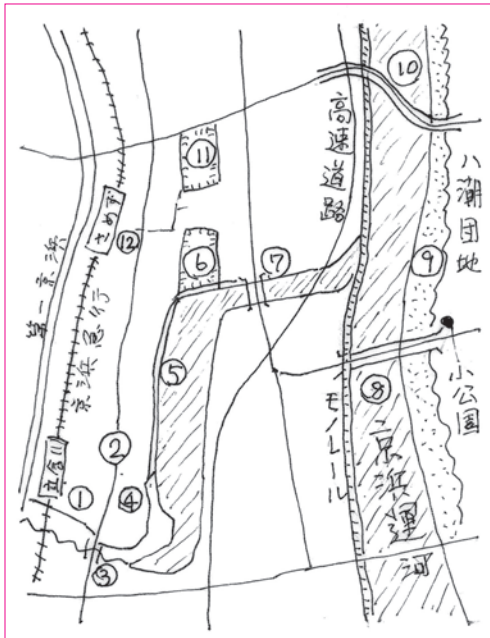 ⑩
高速道路
⑪
八潮団地
さめず
⑫
第一京浜
京浜急行
⑥
⑦
⑨
小公園
⑤
モノレール
⑧
京浜運河
立会川
①
②
④
③